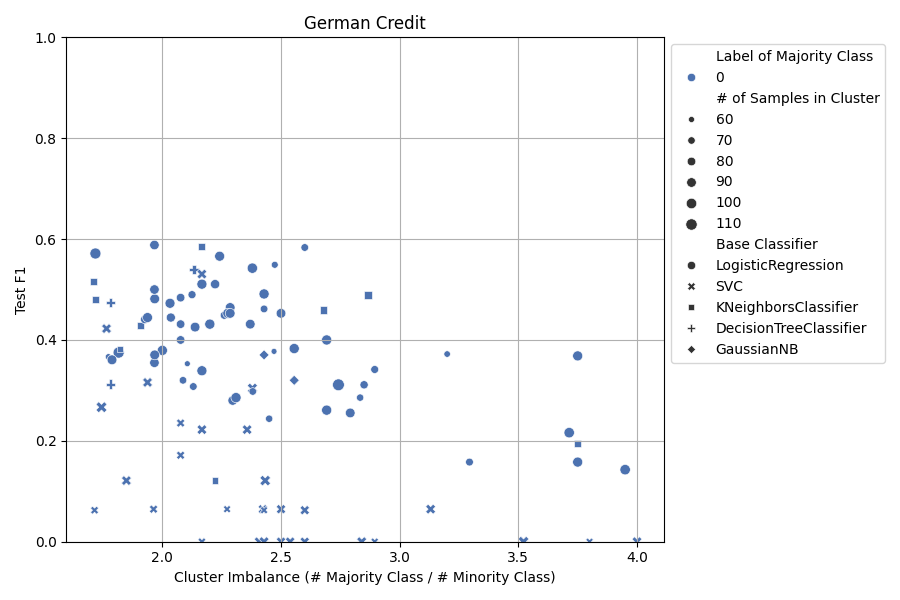 German Credit
1.0
0.8
0.6
0.4
0.2
0.0
Test F1
2.0
2.5
3.0
3.5
4.0
Cluster Imbalance (# Majority Class / # Minority Class)
Label of Majority Class
0
# of Samples in Cluster
60
70
80
90
100
110
Base Classifier
LogisticRegression
SVC
KNeighborsClassifier
DecisionTreeClassifier
GaussianNB